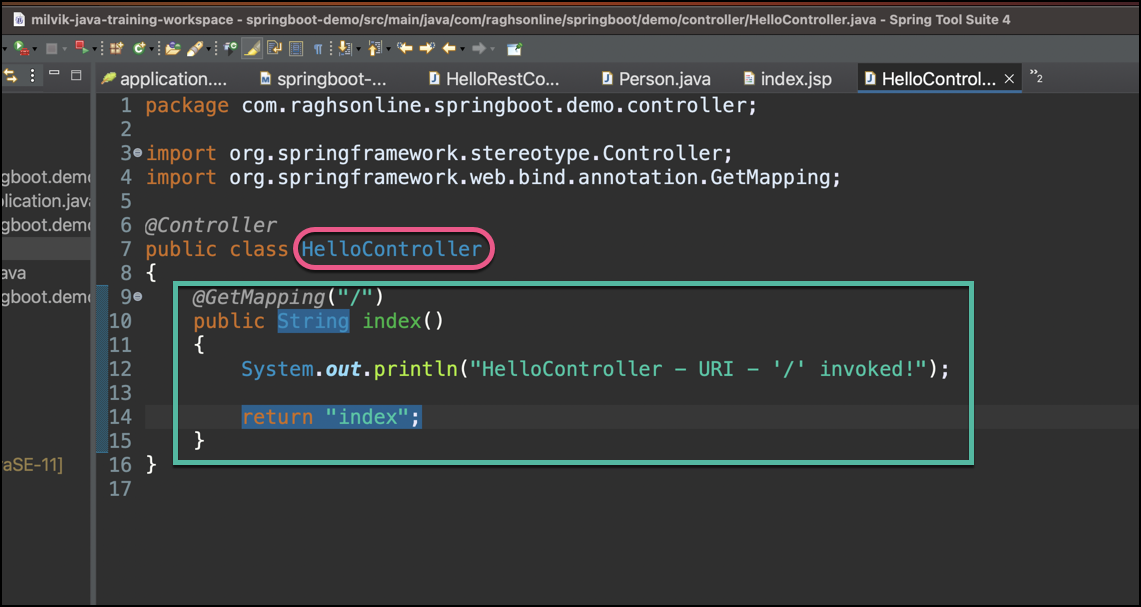 milvik-java-training-workspace - springboot-demo/src/main/java/com/raghsonline/springboot/demo/controller/HelloController.java - Spring Tool Suite 4
application.... springboot-... HelloRestCo... Person.java index.jsp HelloControl... 2
1 package com.raghsonline.springboot.demo.controller;
2
3 import org.springframework.stereotype.Controller;
4 import org.springframework.web.bind.annotation.GetMapping;
5
6 @Controller
7 public class HelloController
8 {
9 @GetMapping("/")
10 public String index()
11 {
12 System.out.println("HelloController - URI - '/' invoked!");
13
14 return "index";
15 }
16 }
17
gboot.demo
plication.java
gboot.demo
ava
gboot.demo
aSE-11]